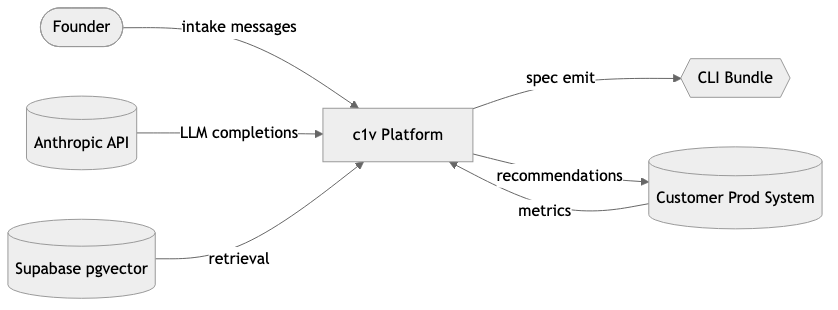 Founder
intake messages
Anthropic API
LLM completions
Supabase pgvector
retrieval
c1v Platform
spec emit
CLI Bundle
recommendations
metrics
Customer Prod System